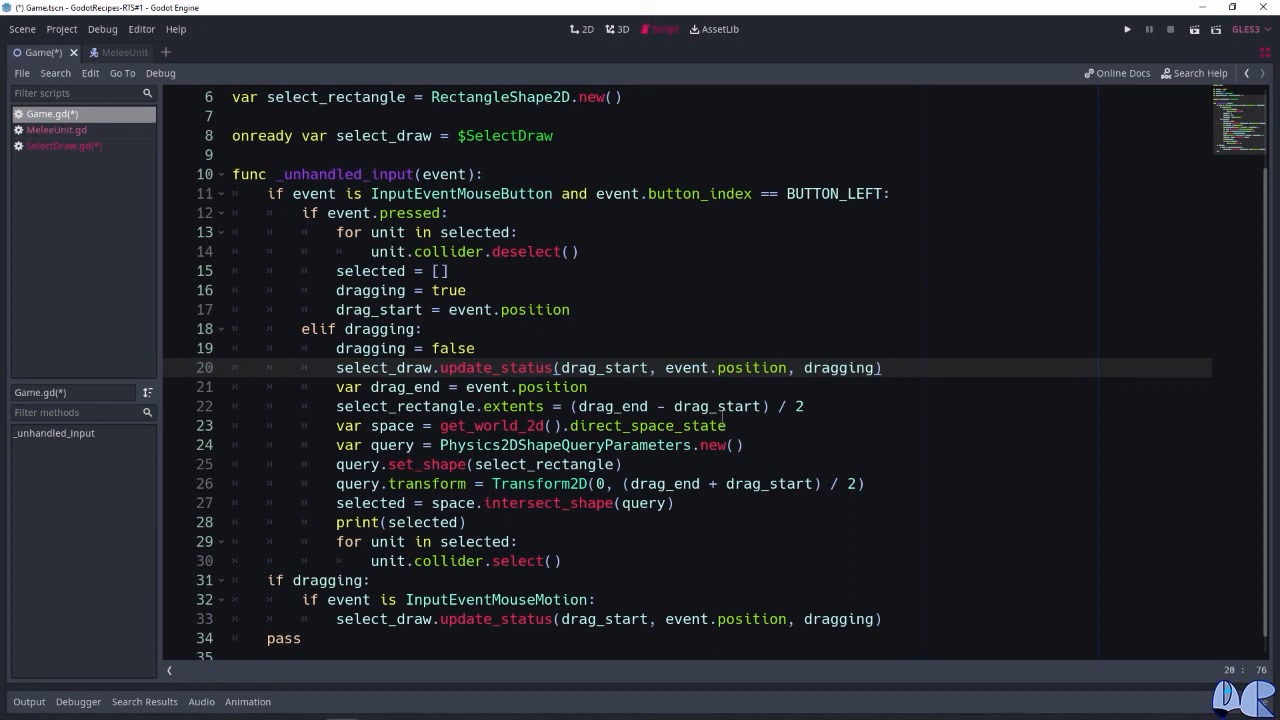 (*) Game.tscn - GodotRecipes-RTS#1 - Godot Engine
Scene Project Debug Editor Help 2D 3D Script AssetLib GLES3
Game(*) MeleeUnit
File Search Edit Go To Debug Online Docs Search Help
Filter scripts
Game.gd(*)
MeleeUnit.gd
SelectDraw.gd(*)
Game.gd(*)
Filter methods
_unhandled_input
6 var select_rectangle = RectangleShape2D.new()
7
8 onready var select_draw = $SelectDraw
9
10 func _unhandled_input(event):
11 if event is InputEventMouseButton and event.button_index == BUTTON_LEFT:
12 if event.pressed:
13 for unit in selected:
14 unit.collider.deselect()
15 selected = []
16 dragging = true
17 drag_start = event.position
18 elif dragging:
19 dragging = false
20 select_draw.update_status(drag_start, event.position, dragging)
21 var drag_end = event.position
22 select_rectangle.extents = (drag_end - drag_start) / 2
23 var space = get_world_2d().direct_space_state
24 var query = Physics2DShapeQueryParameters.new()
25 query.set_shape(select_rectangle)
26 query.transform = Transform2D(0, (drag_end + drag_start) / 2)
27 selected = space.intersect_shape(query)
28 print(selected)
29 for unit in selected:
30 unit.collider.select()
31 if dragging:
32 if event is InputEventMouseMotion:
33 select_draw.update_status(drag_start, event.position, dragging)
34 pass
35
20 : 76
Output Debugger Search Results Audio Animation